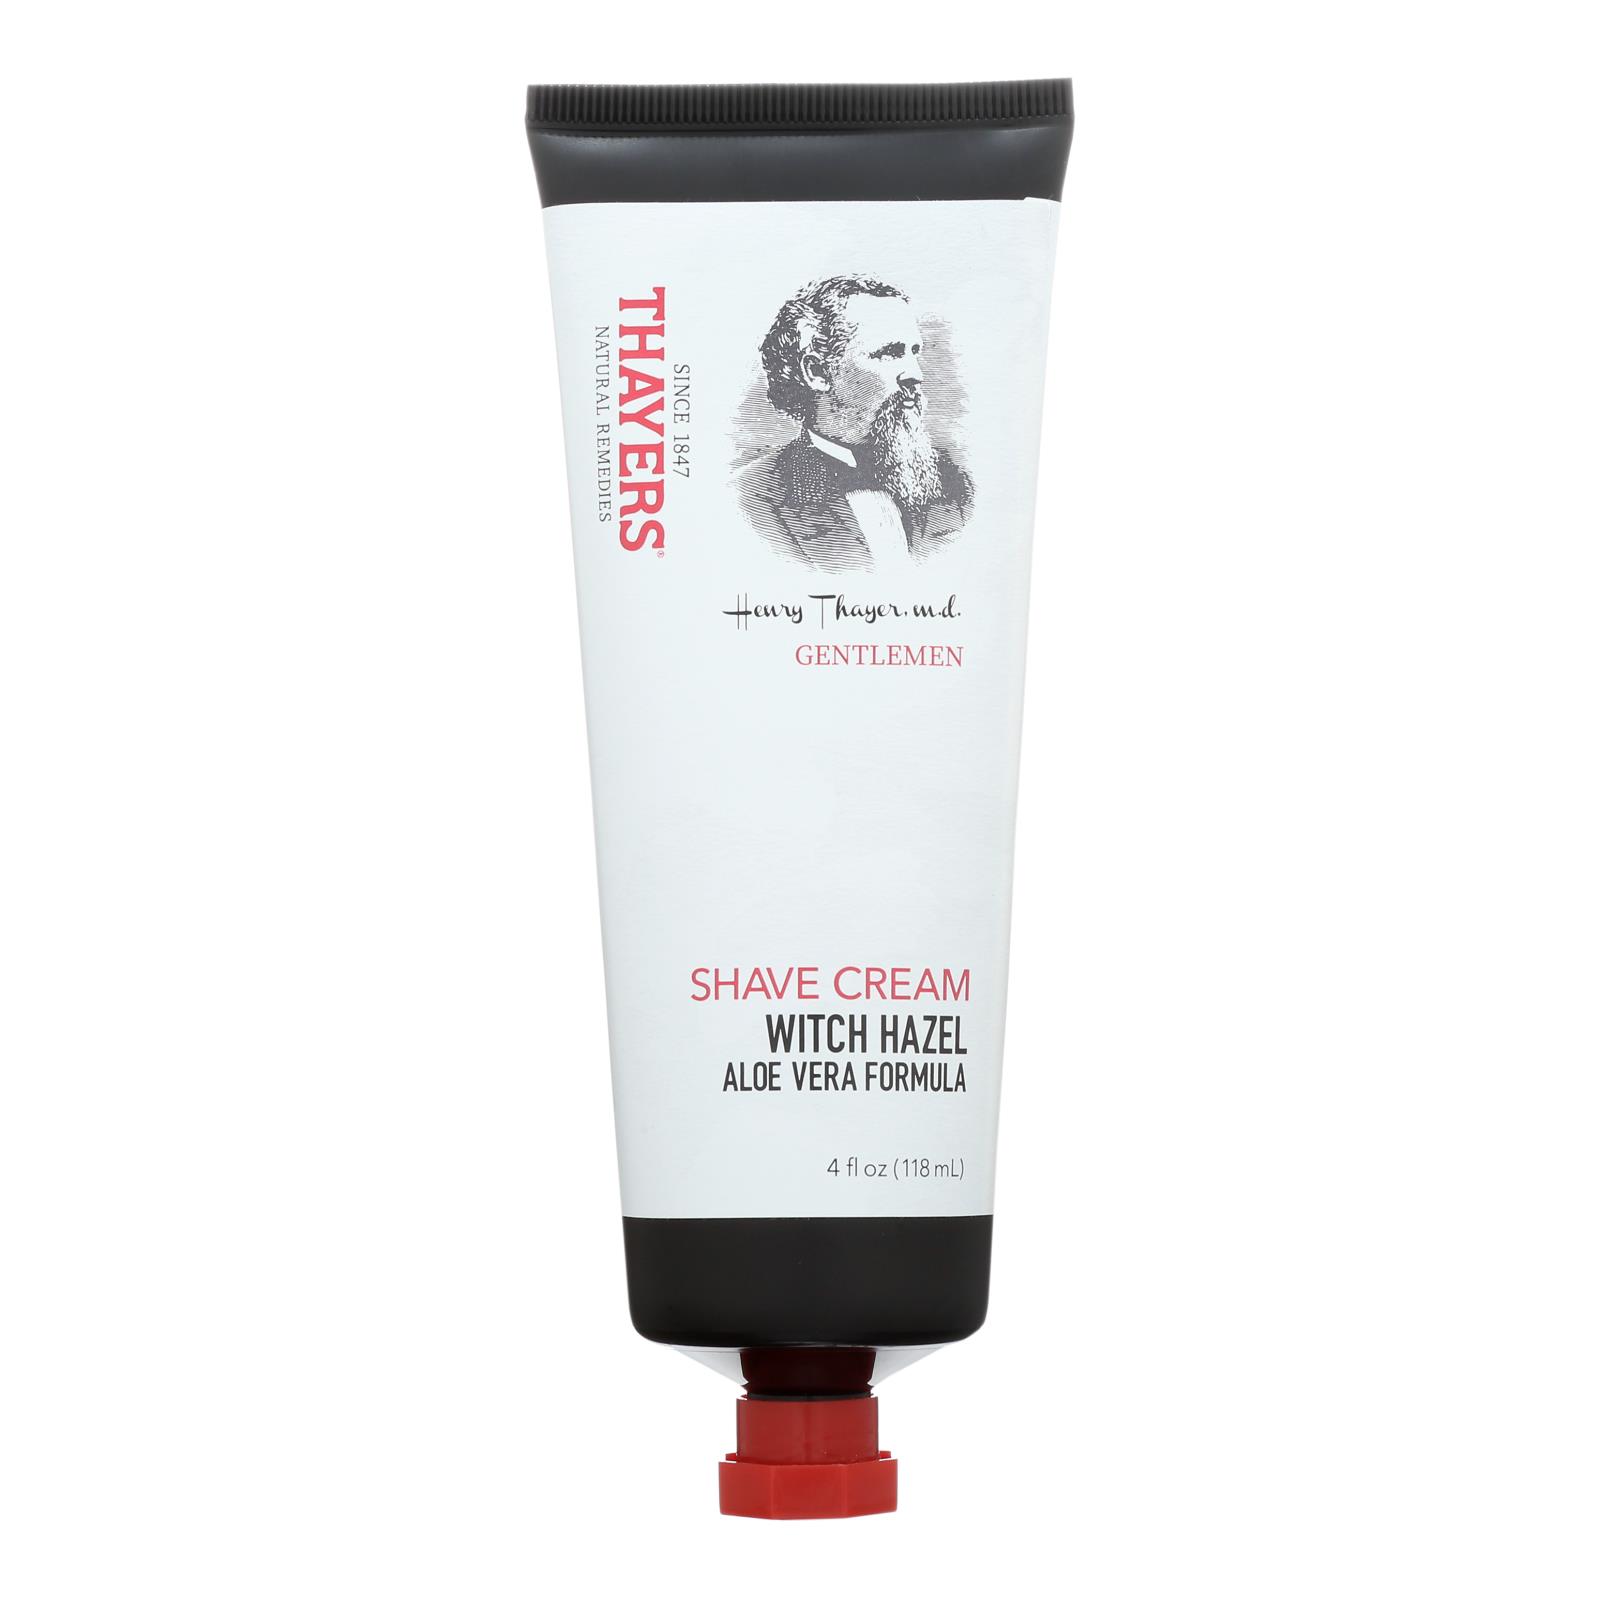 SINCE 1847
THAYERS®
NATURAL REMEDIES
Henry Thayer, m.d.
GENTLEMEN
SHAVE CREAM
WITCH HAZEL
ALOE VERA FORMULA
4 fl oz (118 mL)